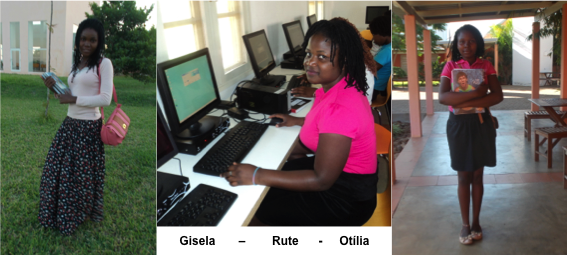 Gisela – Rute - Otília